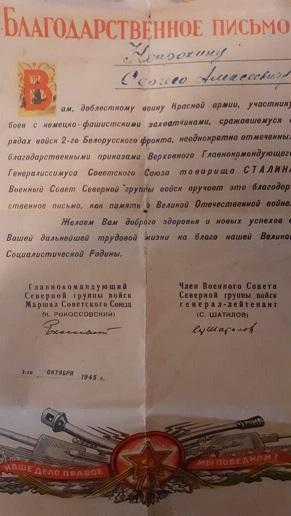 БЛАГОДАРСТВЕННОЕ ПИСЬМО
Сергею Алексеевичу
Вам, доблестному воину Красной армии, участнику
боев с немецко-фашистскими захватчиками, сражавшемуся в
рядах войск 2-го Белорусского фронта, неоднократно отмеченным
благодарственными приказами Верховного Главнокомандующего
Генералиссимуса Советского Союза товарища СТАЛИНА
Военный Совет Северной группы войск вручает это благодар-
ственное письмо, как память о Великой Отечественной войне.
Желаем Вам доброго здоровья и новых успехов в
Вашей дальнейшей трудовой жизни на благо нашей Великой
Социалистической Родины.
Главнокомандующий
Северной группы войск
Маршал Советского Союза
(К. РОКОССОВСКИЙ)
Член Военного Совета
Северной группы войск
генерал-лейтенант
(С. ШАТИЛОВ)
1-го ОКТЯБРЯ 1945 г.
НАШЕ ДЕЛО ПРАВОЕ
МЫ ПОБЕДИЛИ!